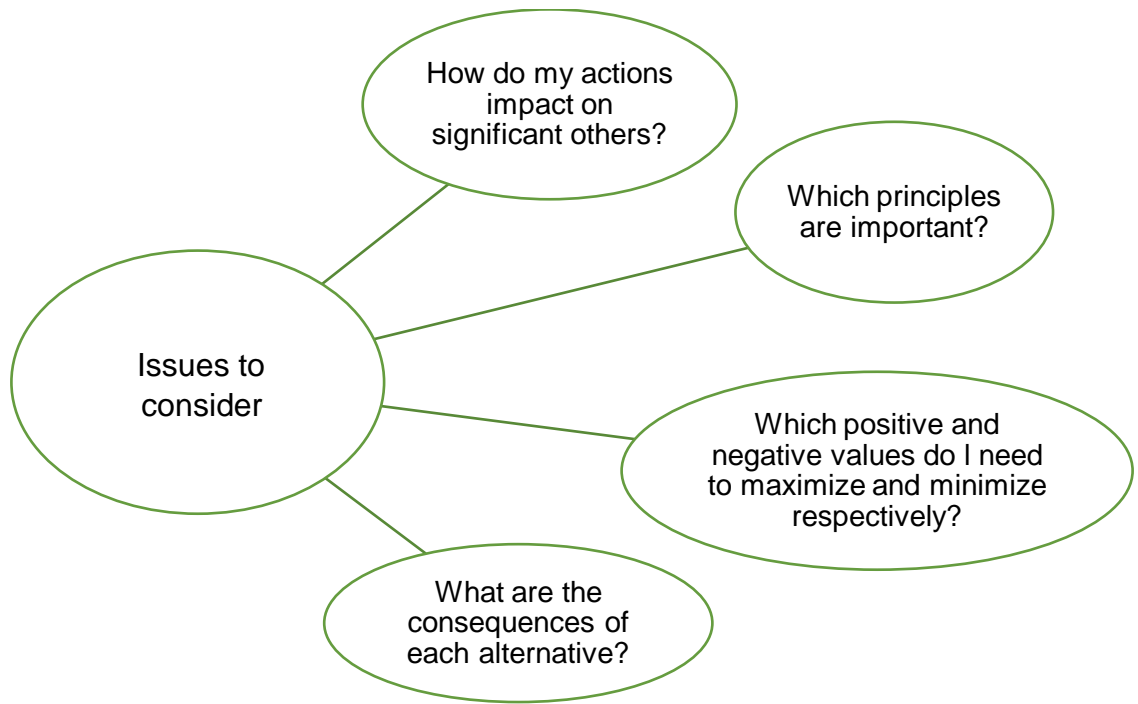 How do my actions
impact on
significant others?
Which principles
are important?
Issues to
consider
Which positive and
negative values do I need
to maximize and minimize
respectively?
What are the
consequences of
each alternative?